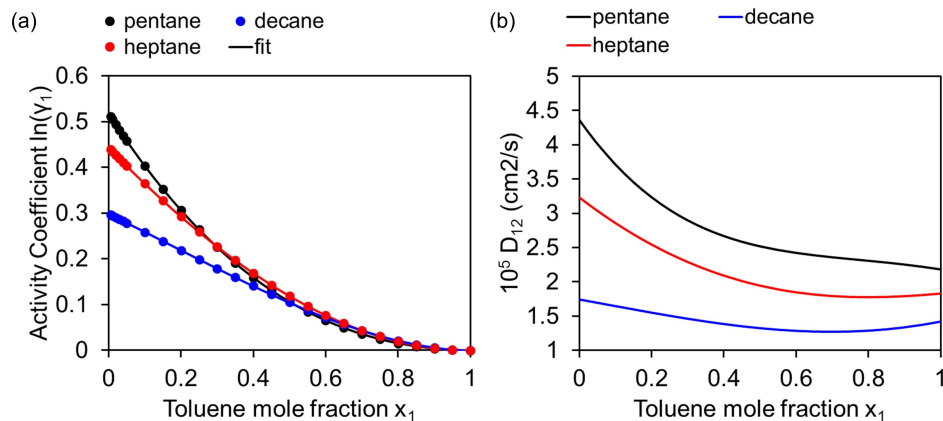 (a)
pentane decane
heptane fit
Activity Coefficient ln(γ₁)
0.6
0.5
0.4
0.3
0.2
0.1
0
0 0.2 0.4 0.6 0.8 1
Toluene mole fraction x₁
(b)
pentane decane
heptane
10⁵ D₁₂ (cm2/s)
5
4.5
4
3.5
3
2.5
2
1.5
1
0 0.2 0.4 0.6 0.8 1
Toluene mole fraction x₁